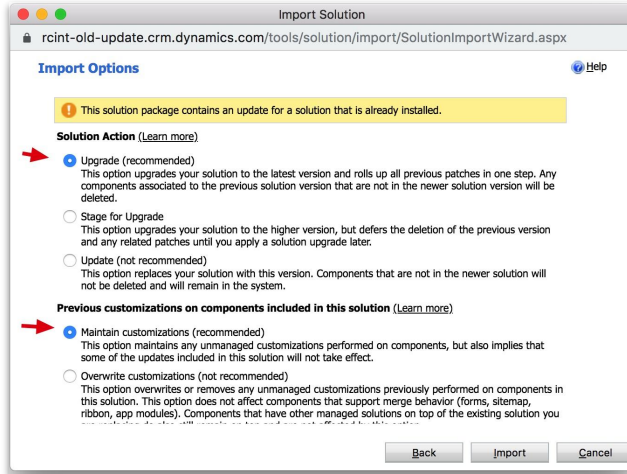 Import Solution
rcint-old-update.crm.dynamics.com/tools/solution/import/SolutionImportWizard.aspx
Import Options
Help
This solution package contains an update for a solution that is already installed.
Solution Action (Learn more)
Upgrade (recommended)
This option upgrades your solution to the latest version and rolls up all previous patches in one step. Any
components associated to the previous solution version that are not in the newer solution version will be
deleted.
Stage for Upgrade
This option upgrades your solution to the higher version, but defers the deletion of the previous version
and any related patches until you apply a solution upgrade later.
Update (not recommended)
This option replaces your solution with this version. Components that are not in the newer solution will
not be deleted and will remain in the system.
Previous customizations on components included in this solution (Learn more)
Maintain customizations (recommended)
This option maintains any unmanaged customizations performed on components, but also implies that
some of the updates included in this solution will not take effect.
Overwrite customizations (not recommended)
This option overwrites or removes any unmanaged customizations previously performed on components in
this solution. This option does not affect components that support merge behavior (forms, sitemap,
ribbon, app modules). Components that have other managed solutions on top of the existing solution you
Back
Import
Cancel